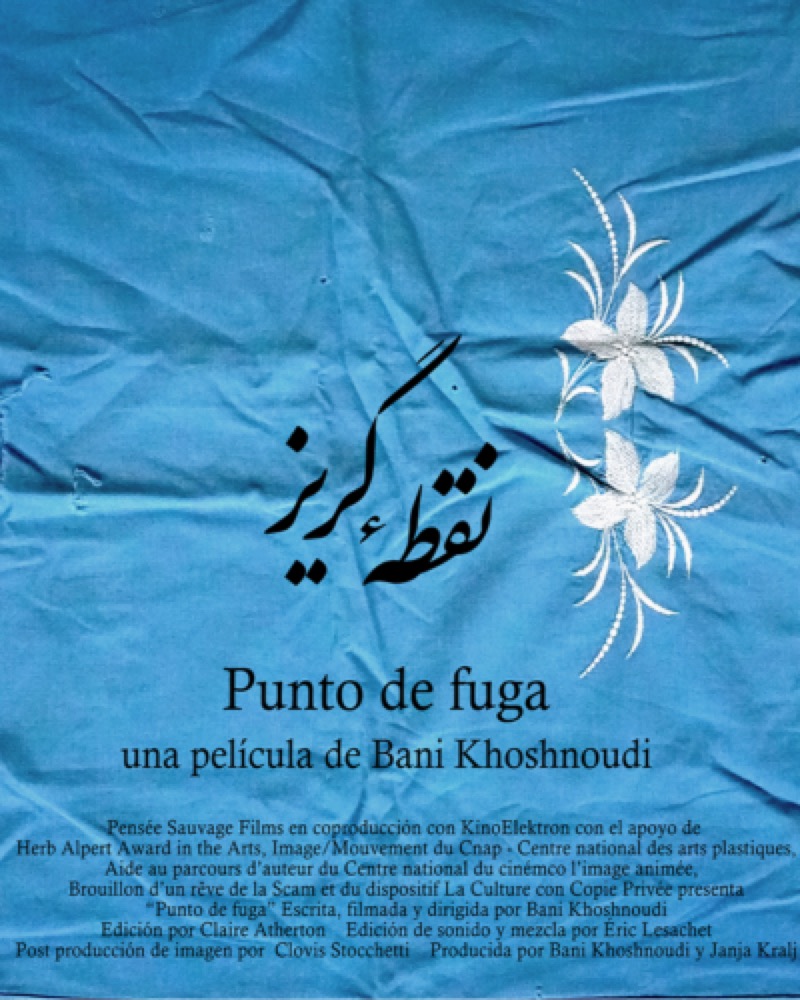 نقطهٔ گریز
Punto de fuga
una película de Bani Khoshnoudi
Pensée Sauvage Films en coproducción con KinoElektron con el apoyo de
Herb Alpert Award in the Arts, Image/Mouvement du Cnap - Centre national des arts plastiques,
Aide au parcours d'auteur du Centre national du cinémco l'image animée,
Brouillon d'un rêve de la Scam et du dispositif La Culture con Copie Privée presenta
“Punto de fuga” Escrita, filmada y dirigida por Bani Khoshnoudi
Edición por Claire Atherton Edición de sonido y mezcla por Éric Lesachet
Post producción de imagen por Clovis Stocchetti Producida por Bani Khoshnoudi y Janja Kralj